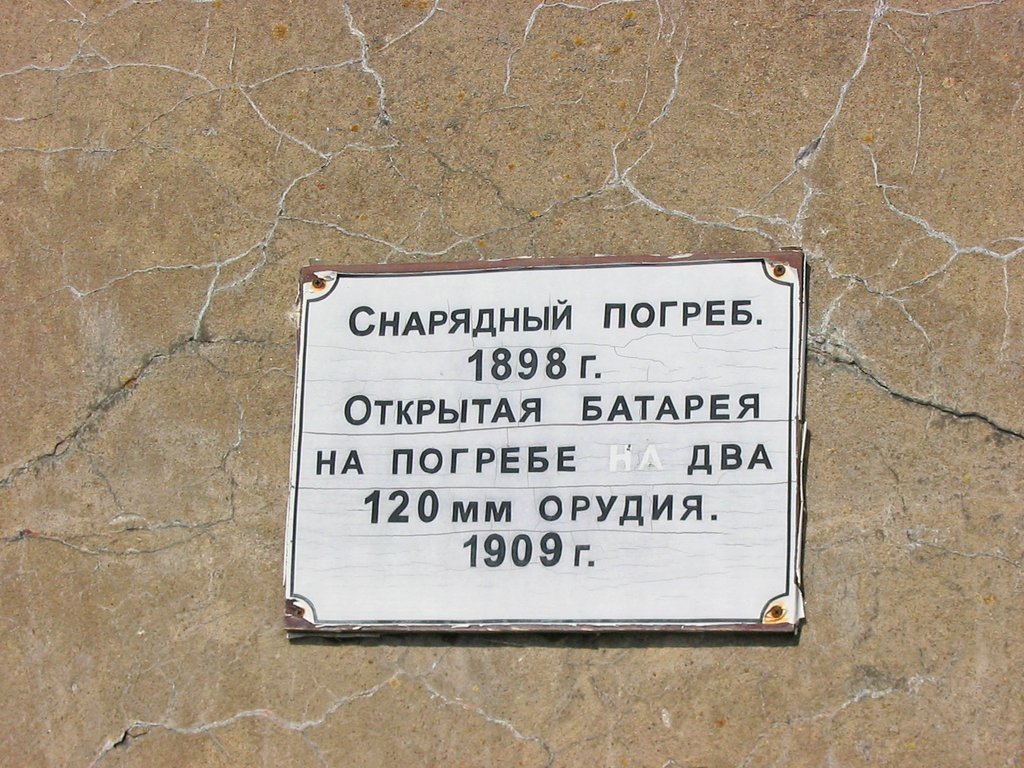 Снарядный погреб.
1898 г.
Открытая батарея
на погребе на два
120 мм орудия.
1909 г.